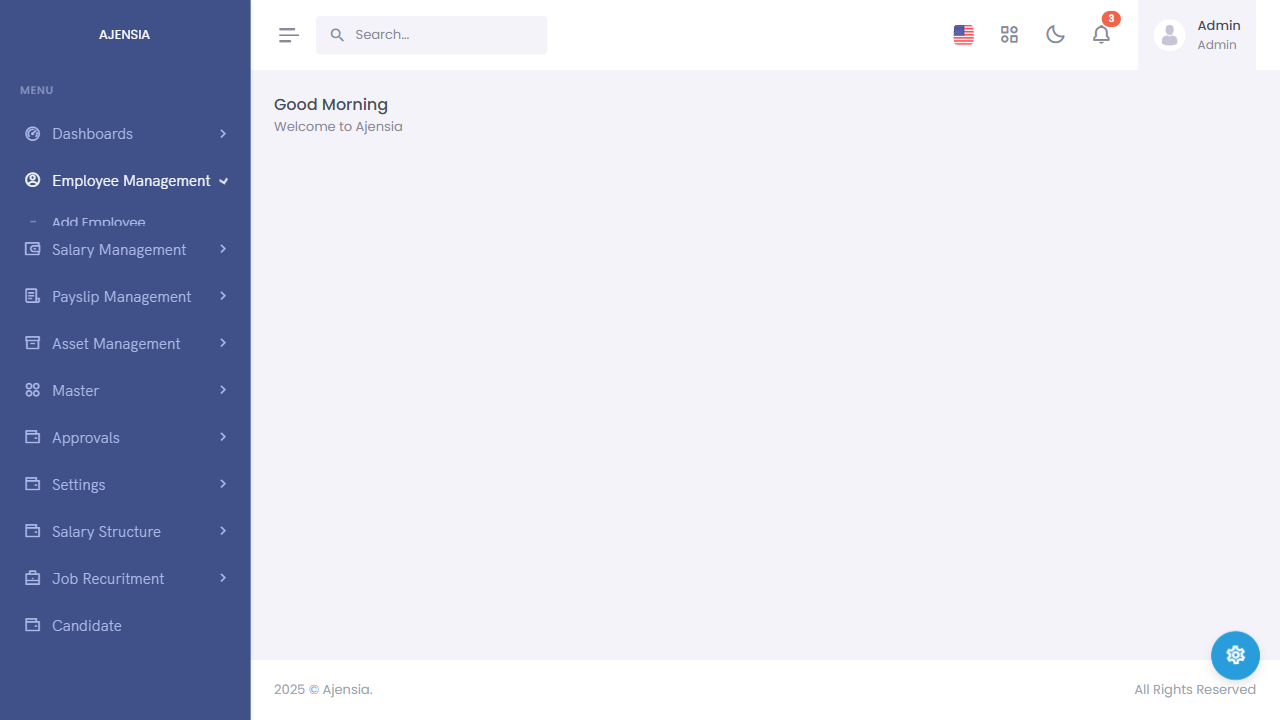 AJENSIA
Search...
3
Admin
Admin
MENU
Dashboards
Employee Management
Add Employee
Salary Management
Payslip Management
Asset Management
Master
Approvals
Settings
Salary Structure
Job Recuritment
Candidate
Good Morning
Welcome to Ajensia
2025 © Ajensia.
All Rights Reserved